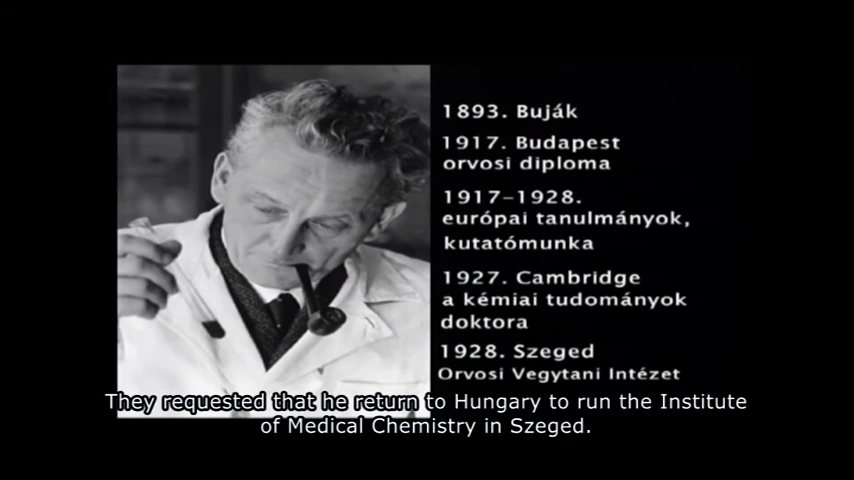 1893. Buják
1917. Budapest
orvosi diploma
1917–1928.
európai tanulmányok,
kutatómunka
1927. Cambridge
a kémiai tudományok
doktora
1928. Szeged
Orvosi Vegytani Intézet
They requested that he return to Hungary to run the Institute
of Medical Chemistry in Szeged.